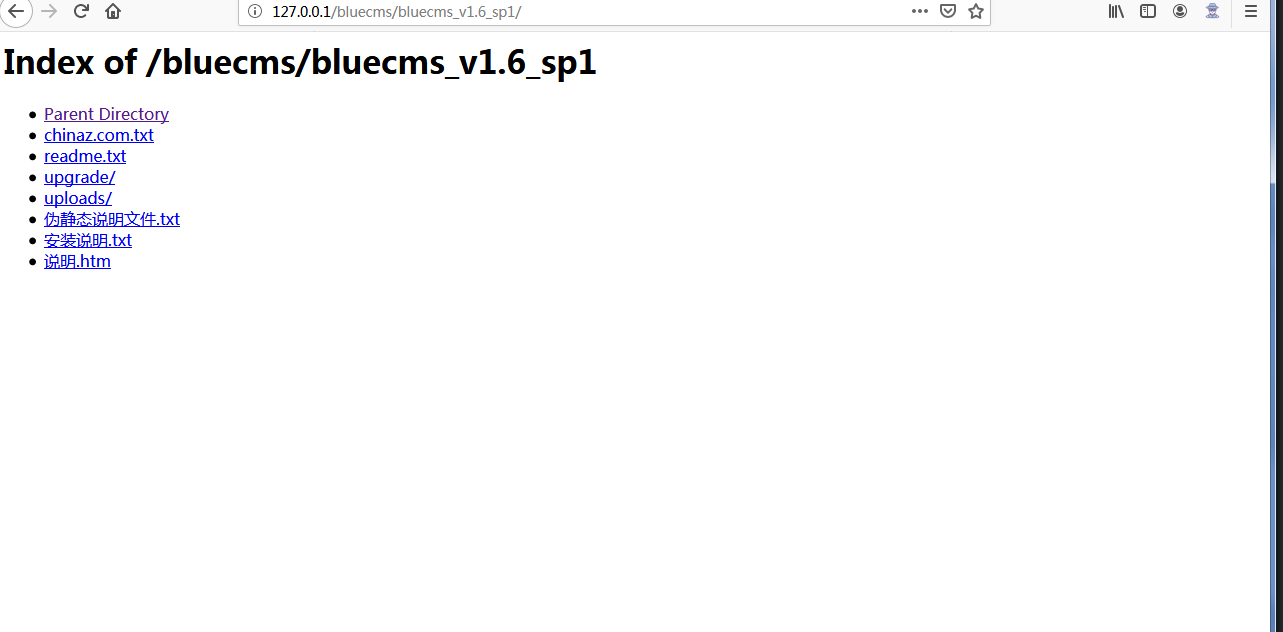 127.0.0.1/bluecms/bluecms_v1.6_sp1/
Index of /bluecms/bluecms_v1.6_sp1
Parent Directory
chinaz.com.txt
readme.txt
upgrade/
uploads/
伪静态说明文件.txt
安装说明.txt
说明.htm